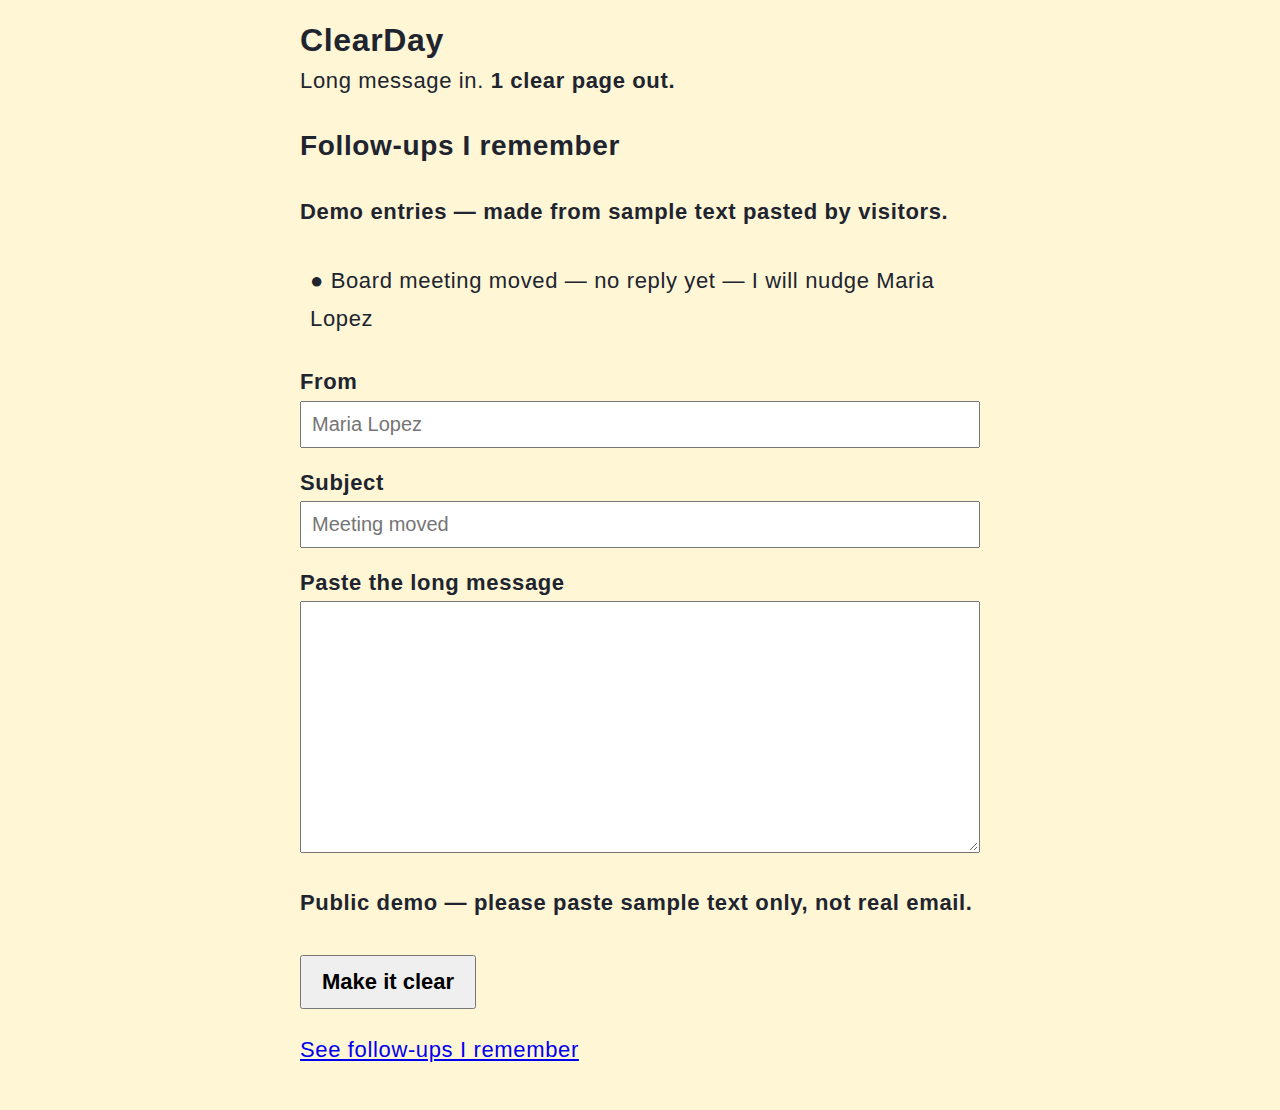 ClearDay
Long message in. 1 clear page out.
Follow-ups I remember
Demo entries — made from sample text pasted by visitors.
● Board meeting moved — no reply yet — I will nudge Maria
Lopez
From
Maria Lopez
Subject
Meeting moved
Paste the long message
Public demo — please paste sample text only, not real email.
Make it clear
See follow-ups I remember